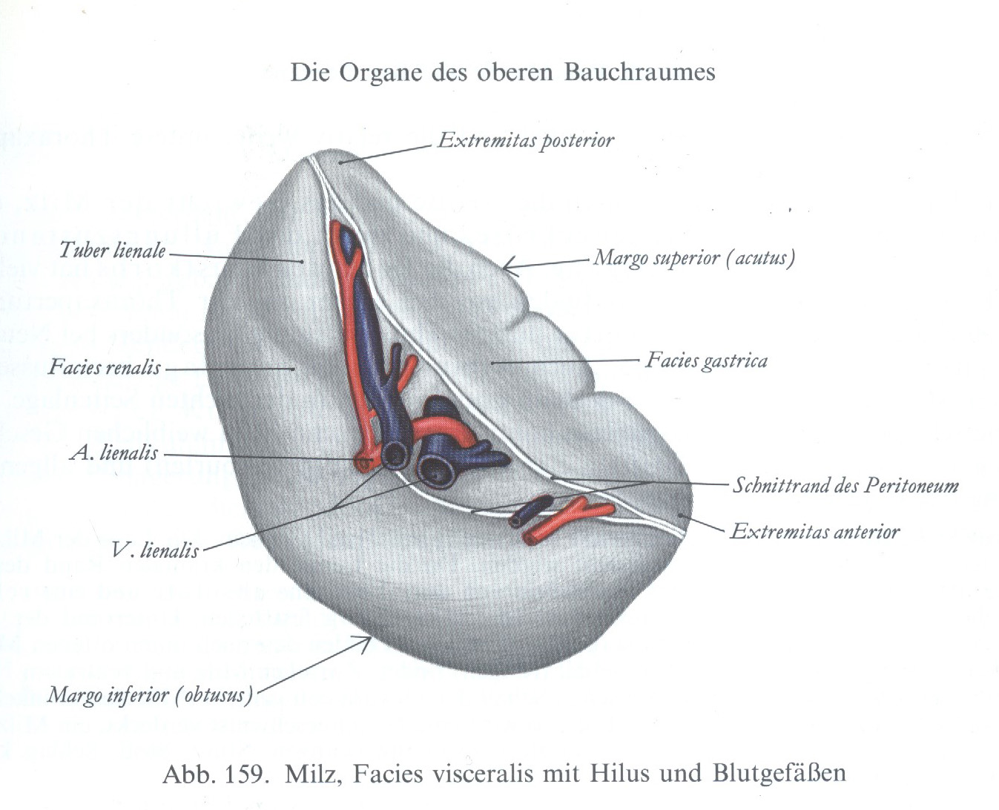 Die Organe des oberen Bauchraumes
Extremitas posterior
Tuber lienale
Margo superior (acutus)
Facies renalis
Facies gastrica
A. lienalis
Schnittrand des Peritoneum
Extremitas anterior
V. lienalis
Margo inferior (obtusus)
Abb. 159. Milz, Facies visceralis mit Hilus und Blutgefäßen